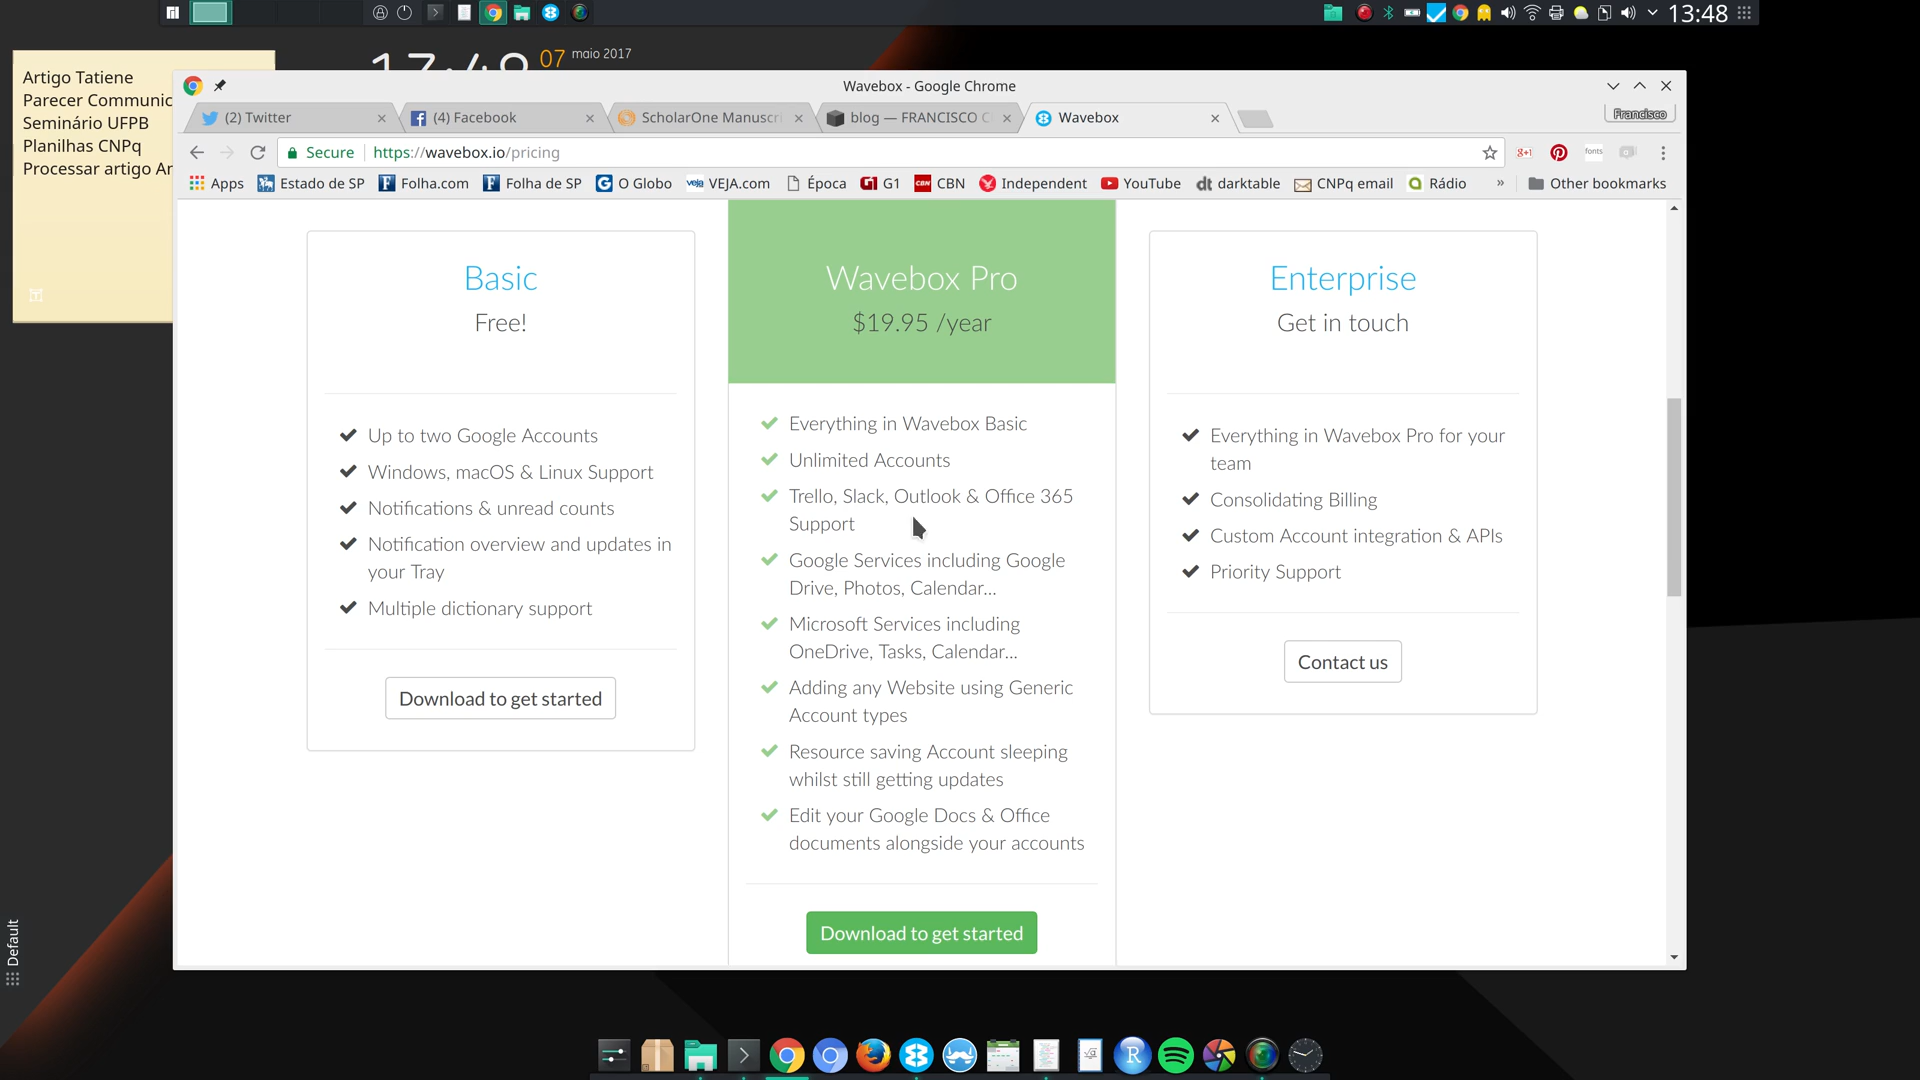 13:48
07 maio 2017
Artigo Tatiene
Parecer Communic
Seminário UFPB
Planilhas CNPq
Processar artigo Ar
Wavebox - Google Chrome
(2) Twitter
(4) Facebook
ScholarOne Manuscri
blog — FRANCISCO C
Wavebox
Francisco
Secure
https://wavebox.io/pricing
g+1
fonts
Apps
Estado de SP
Folha.com
Folha de SP
O Globo
veja VEJA.com
Época
G1 G1
CBN CBN
Independent
YouTube
dt darktable
CNPq email
Rádio
»
Other bookmarks
Basic
Free!
Up to two Google Accounts
Windows, macOS & Linux Support
Notifications & unread counts
Notification overview and updates in
your Tray
Multiple dictionary support
Download to get started
Wavebox Pro
$19.95 /year
Everything in Wavebox Basic
Unlimited Accounts
Trello, Slack, Outlook & Office 365
Support
Google Services including Google
Drive, Photos, Calendar...
Microsoft Services including
OneDrive, Tasks, Calendar...
Adding any Website using Generic
Account types
Resource saving Account sleeping
whilst still getting updates
Edit your Google Docs & Office
documents alongside your accounts
Download to get started
Enterprise
Get in touch
Everything in Wavebox Pro for your
team
Consolidating Billing
Custom Account integration & APIs
Priority Support
Contact us
Default
R